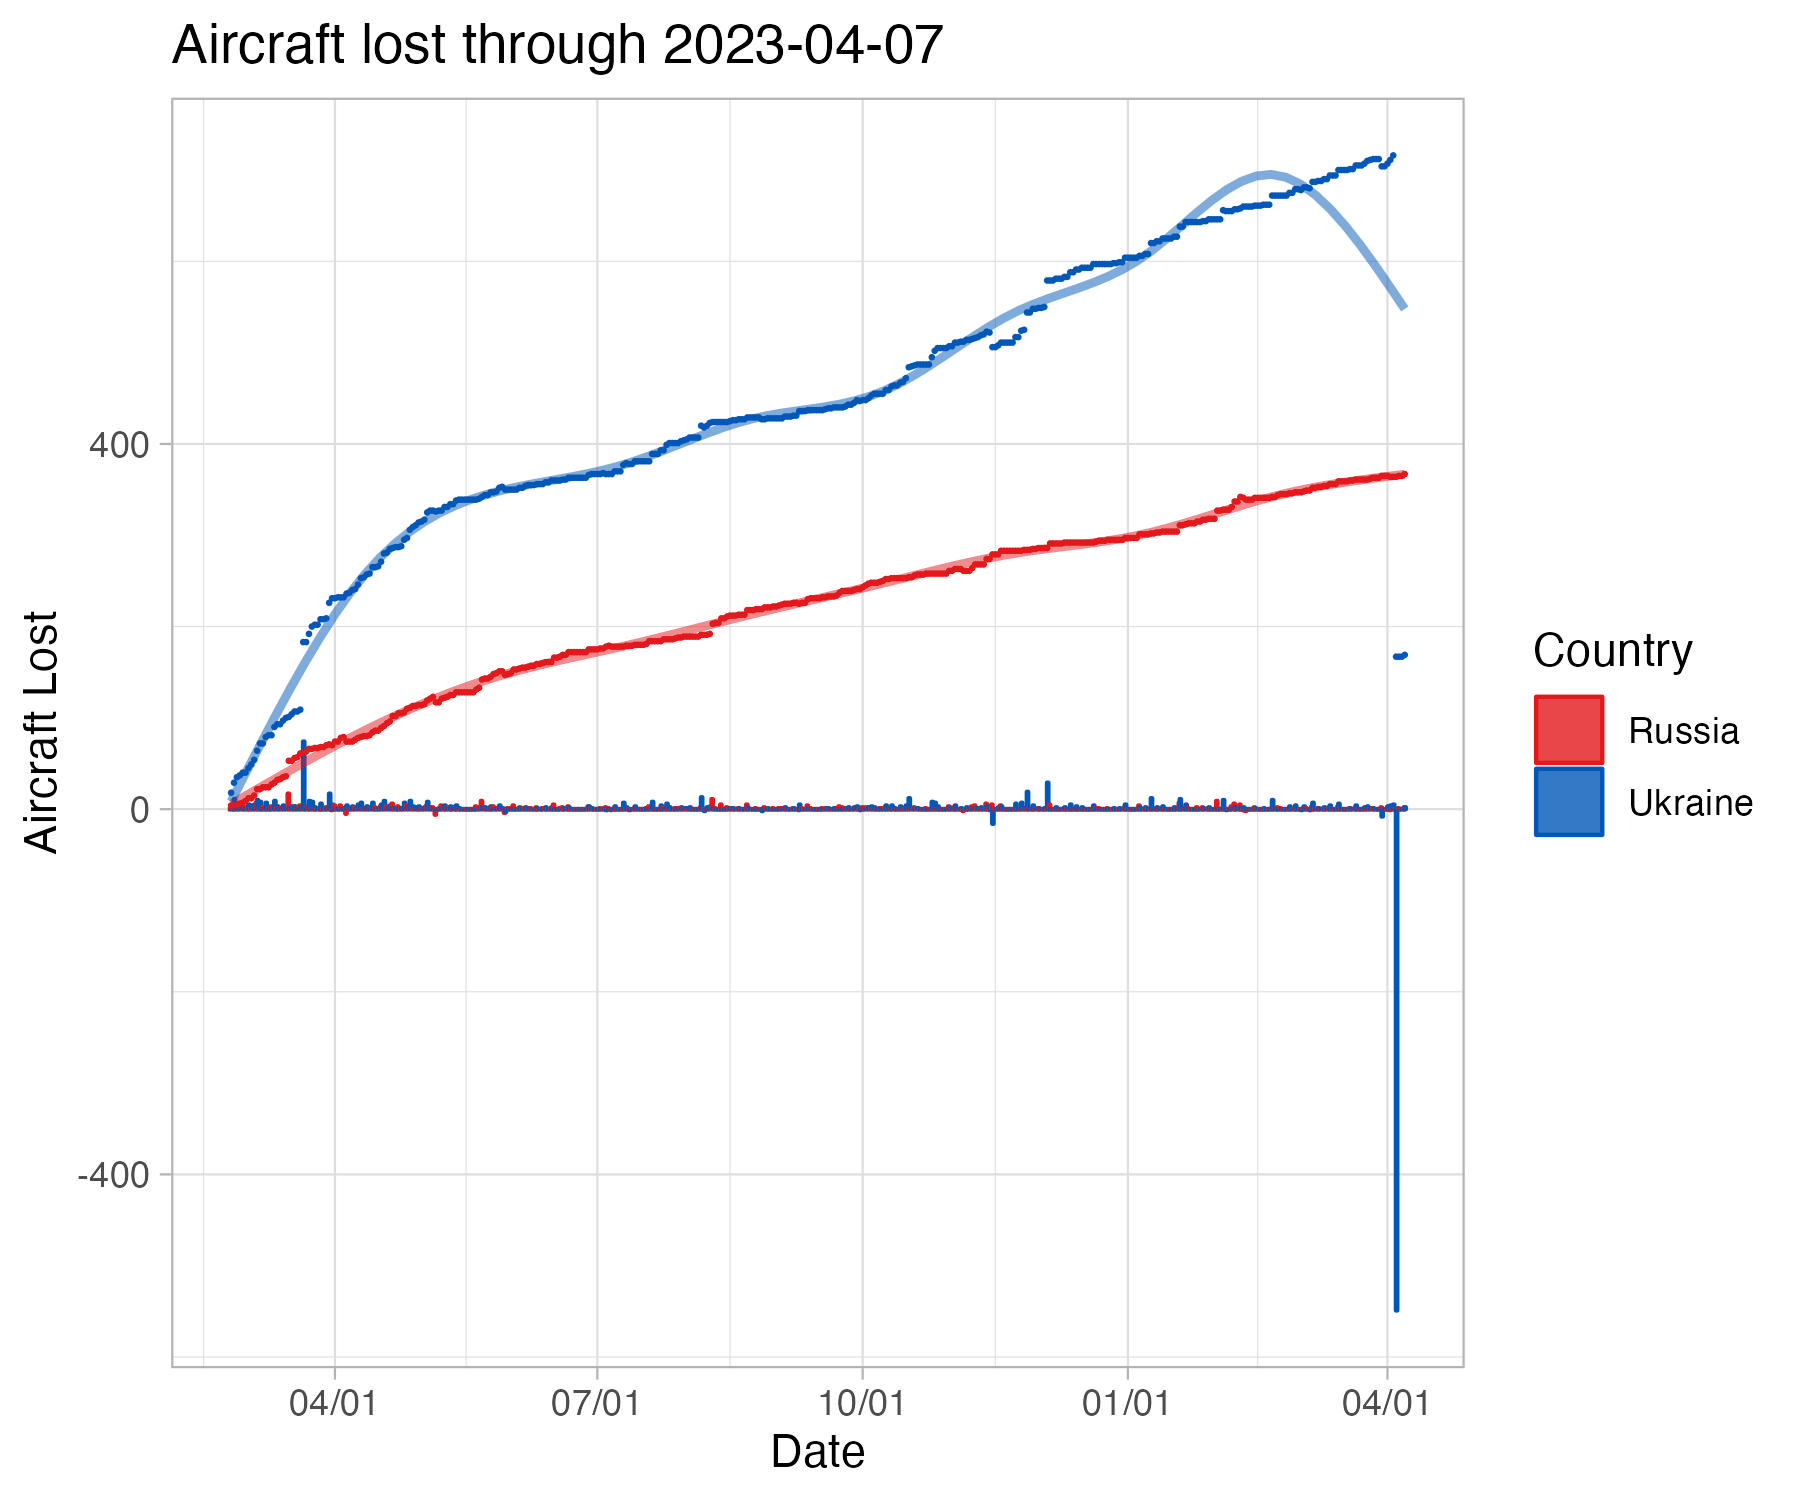 Aircraft lost through 2023-04-07
Aircraft Lost
400
0
-400
04/01
07/01
10/01
01/01
04/01
Date
Country
Russia
Ukraine